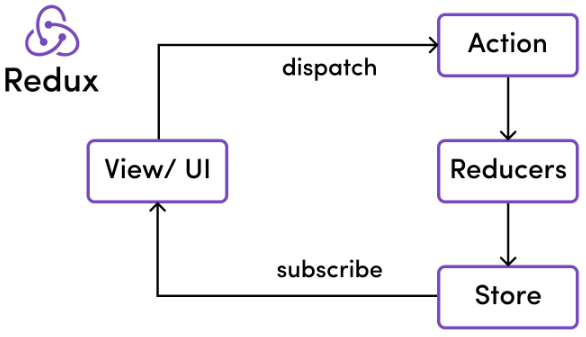 Redux
Action
dispatch
View/ UI
Reducers
subscribe
Store